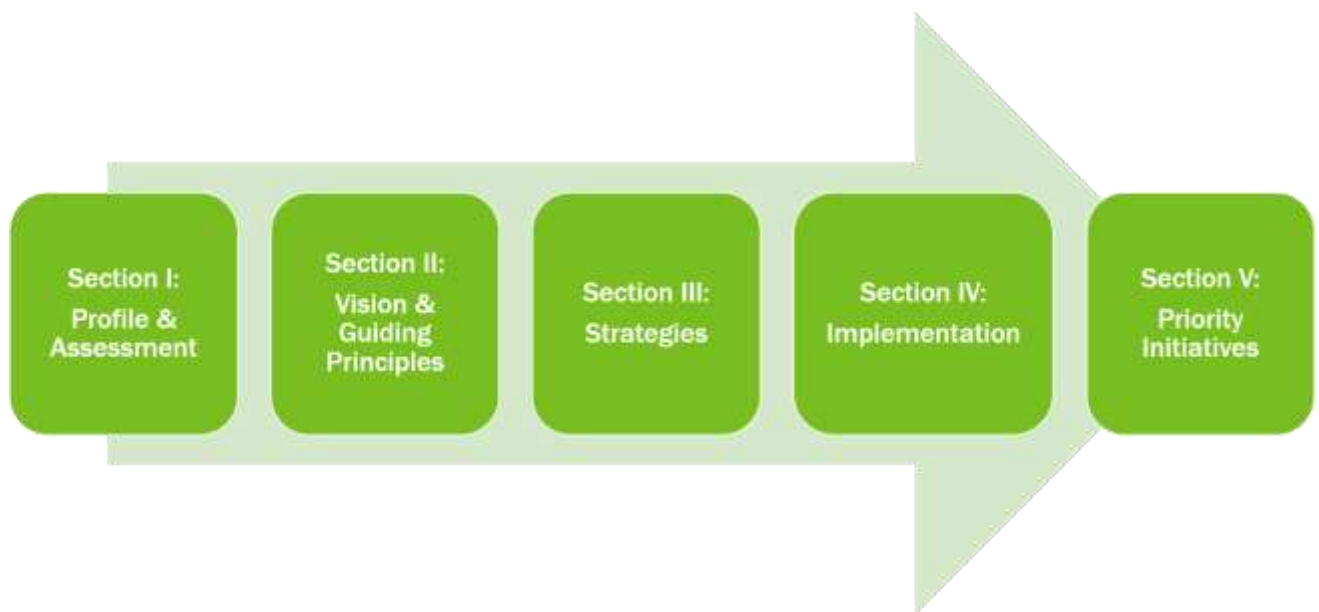 Section I:
Profile &
Assessment
Section II:
Vision &
Guiding
Principles
Section III:
Strategies
Section IV:
Implementation
Section V:
Priority
Initiatives